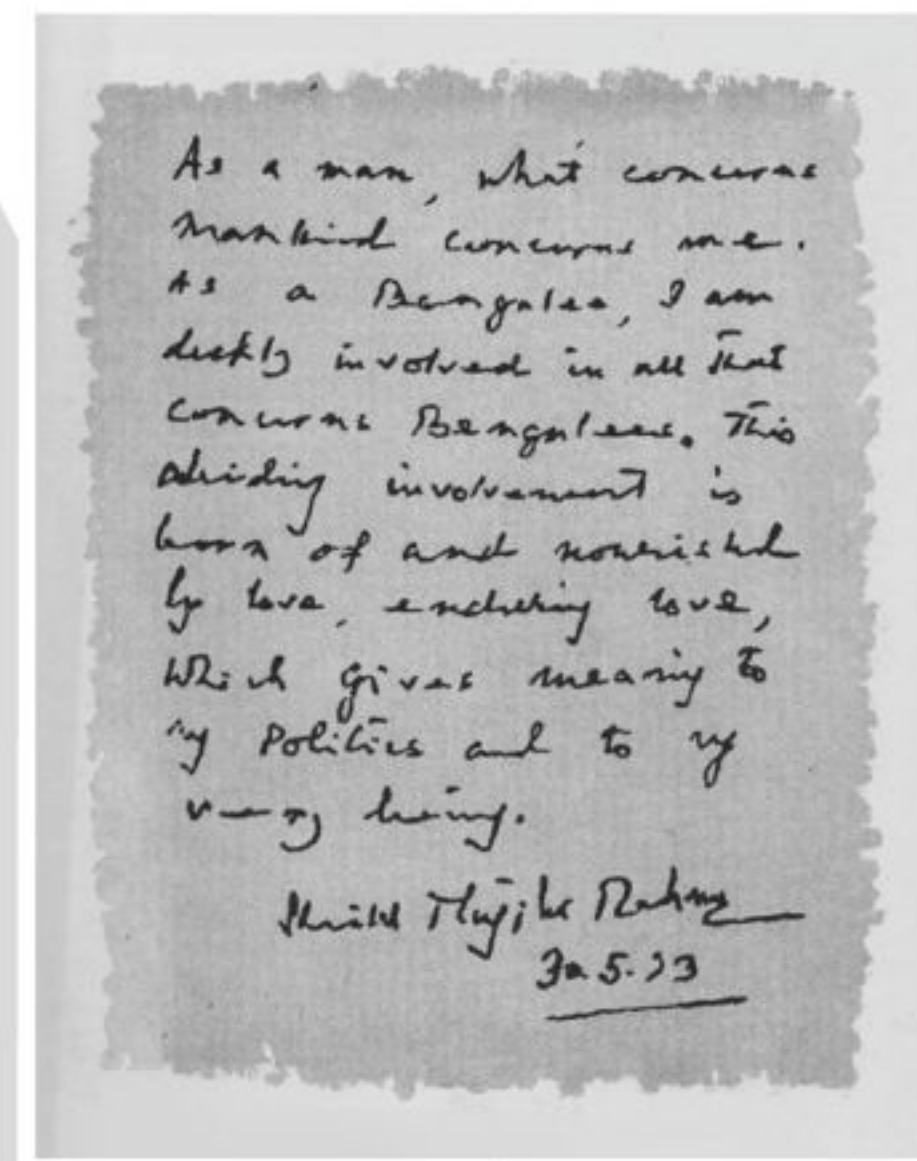 As a man, what concerns
mankind concerns me.
As a Bengalee, I am
deeply involved in all that
concerns Bengalees. This
abiding involvement is
born of and nourished
by love, enduring love,
which gives meaning to
my politics and to my
very being.
Sheikh Mujibur Rahman
30.5.73